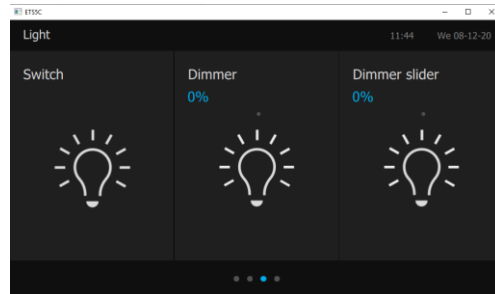 ETS5C
Light
11:44 We 08-12-20
Switch
Dimmer
0%
Dimmer slider
0%